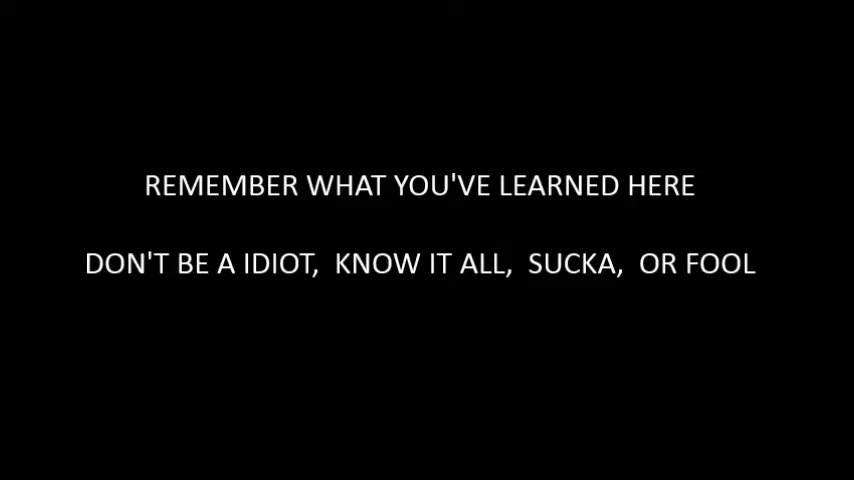 REMEMBER WHAT YOU'VE LEARNED HERE
DON'T BE A IDIOT,  KNOW IT ALL,  SUCKA,  OR FOOL